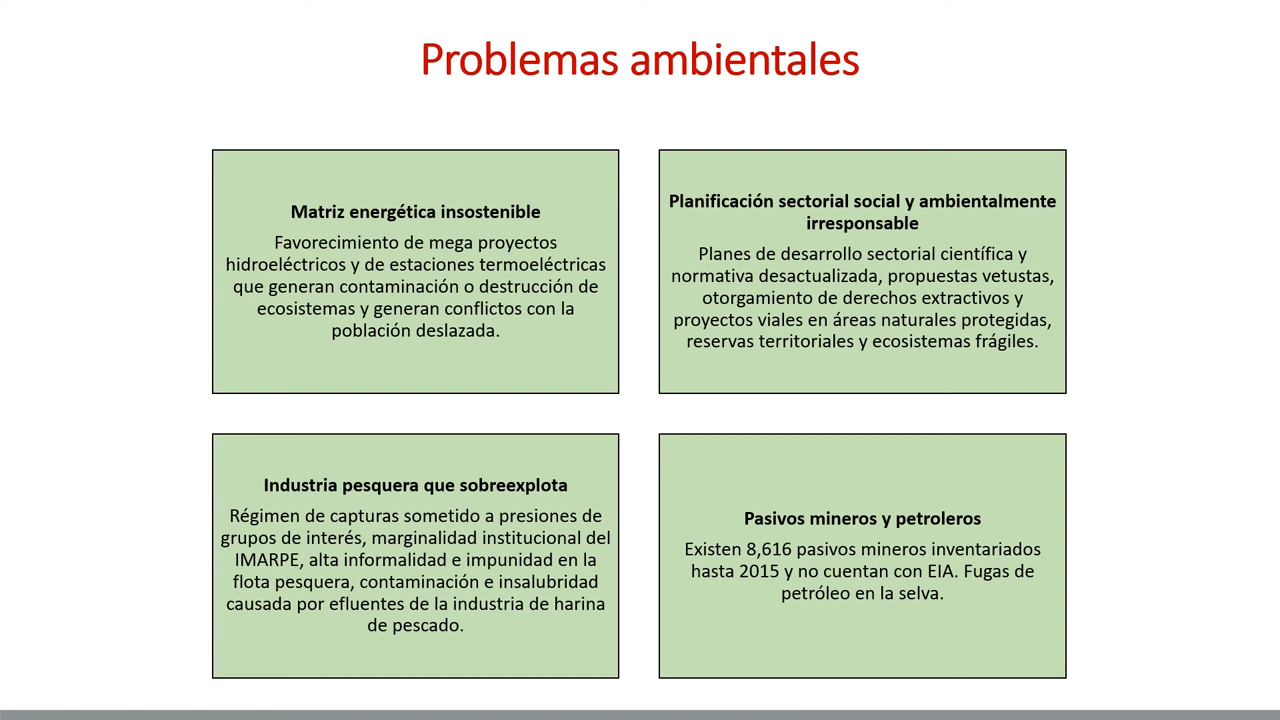 Problemas ambientales
Matriz energética insostenible
Favorecimiento de mega proyectos
hidroeléctricos y de estaciones termoeléctricas
que generan contaminación o destrucción de
ecosistemas y generan conflictos con la
población deslazada.
Planificación sectorial social y ambientalmente
irresponsable
Planes de desarrollo sectorial científica y
normativa desactualizada, propuestas vetustas,
otorgamiento de derechos extractivos y
proyectos viales en áreas naturales protegidas,
reservas territoriales y ecosistemas frágiles.
Industria pesquera que sobreexplota
Régimen de capturas sometido a presiones de
grupos de interés, marginalidad institucional del
IMARPE, alta informalidad e impunidad en la
flota pesquera, contaminación e insalubridad
causada por efluentes de la industria de harina
de pescado.
Pasivos mineros y petroleros
Existen 8,616 pasivos mineros inventariados
hasta 2015 y no cuentan con EIA. Fugas de
petróleo en la selva.